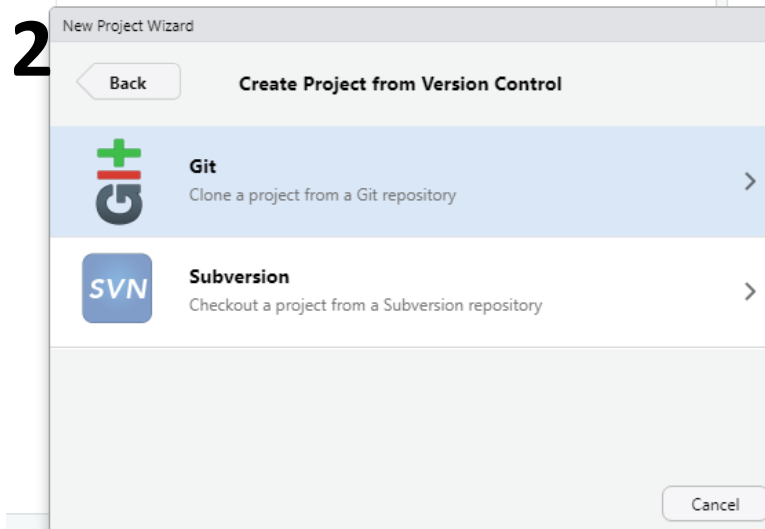 2
New Project Wizard
Back
Create Project from Version Control
git
Git
Clone a project from a Git repository
SVN
Subversion
Checkout a project from a Subversion repository
Cancel